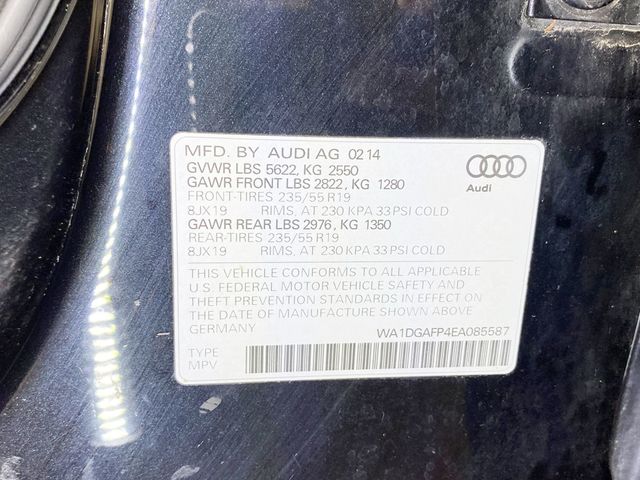 MFD. BY AUDI AG 02 14
GVWR LBS 5622, KG 2550
GAWR FRONT LBS 2822, KG 1280
FRONT-TIRES 235/55 R19
8JX19 RIMS, AT 230 KPA 33 PSI COLD
GAWR REAR LBS 2976, KG 1350
REAR-TIRES 235/55 R19
8JX19 RIMS, AT 230 KPA 33 PSI COLD
Audi
THIS VEHICLE CONFORMS TO ALL APPLICABLE
U.S. FEDERAL MOTOR VEHICLE SAFETY AND
THEFT PREVENTION STANDARDS IN EFFECT ON
THE DATE OF MANUFACTURE SHOWN ABOVE.
GERMANY
WA1DGAFP4EA085587
TYPE
MPV